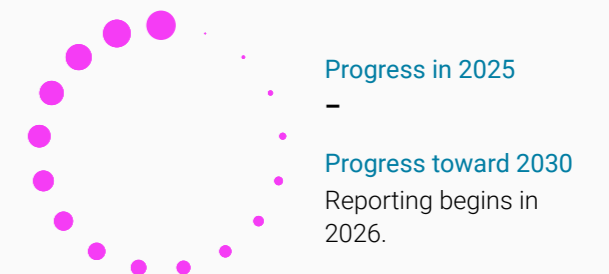 Progress in 2025
–
Progress toward 2030
Reporting begins in
2026.